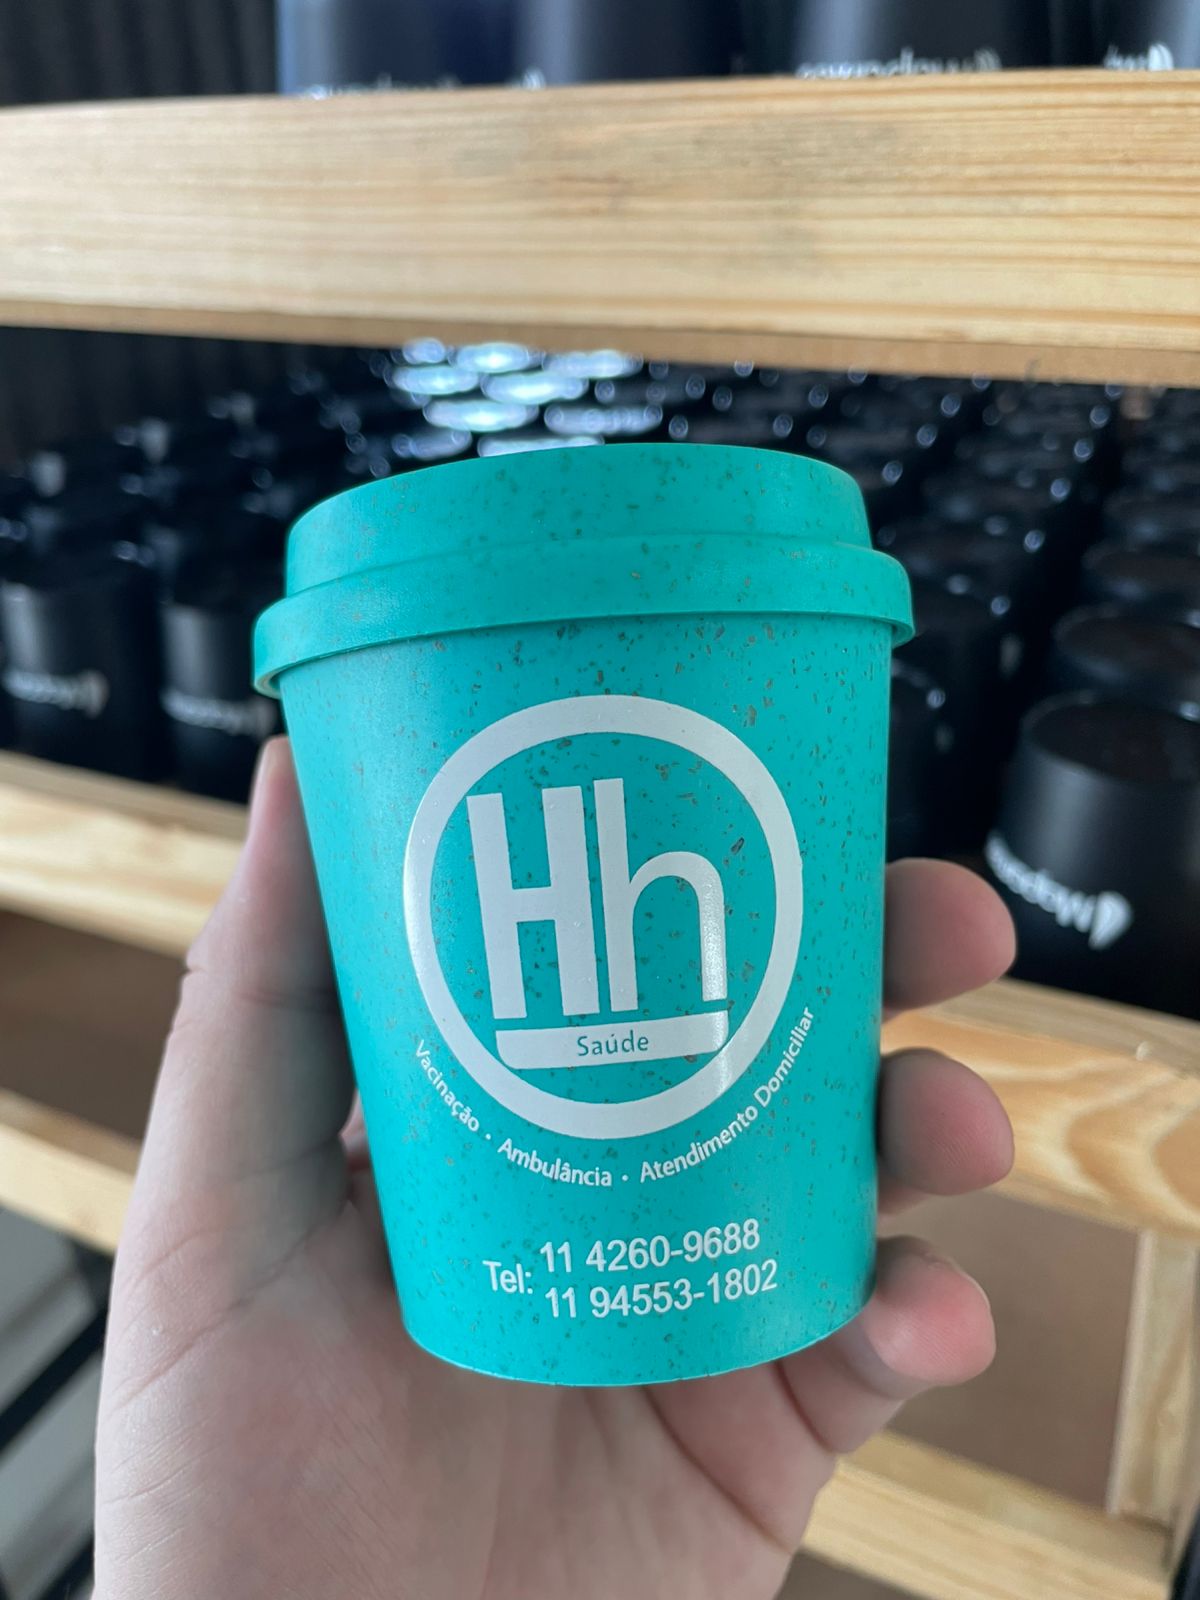 Hh
Saúde
Vacinação • Ambulância • Atendimento Domiciliar
Tel: 11 4260-9688
11 94553-1802